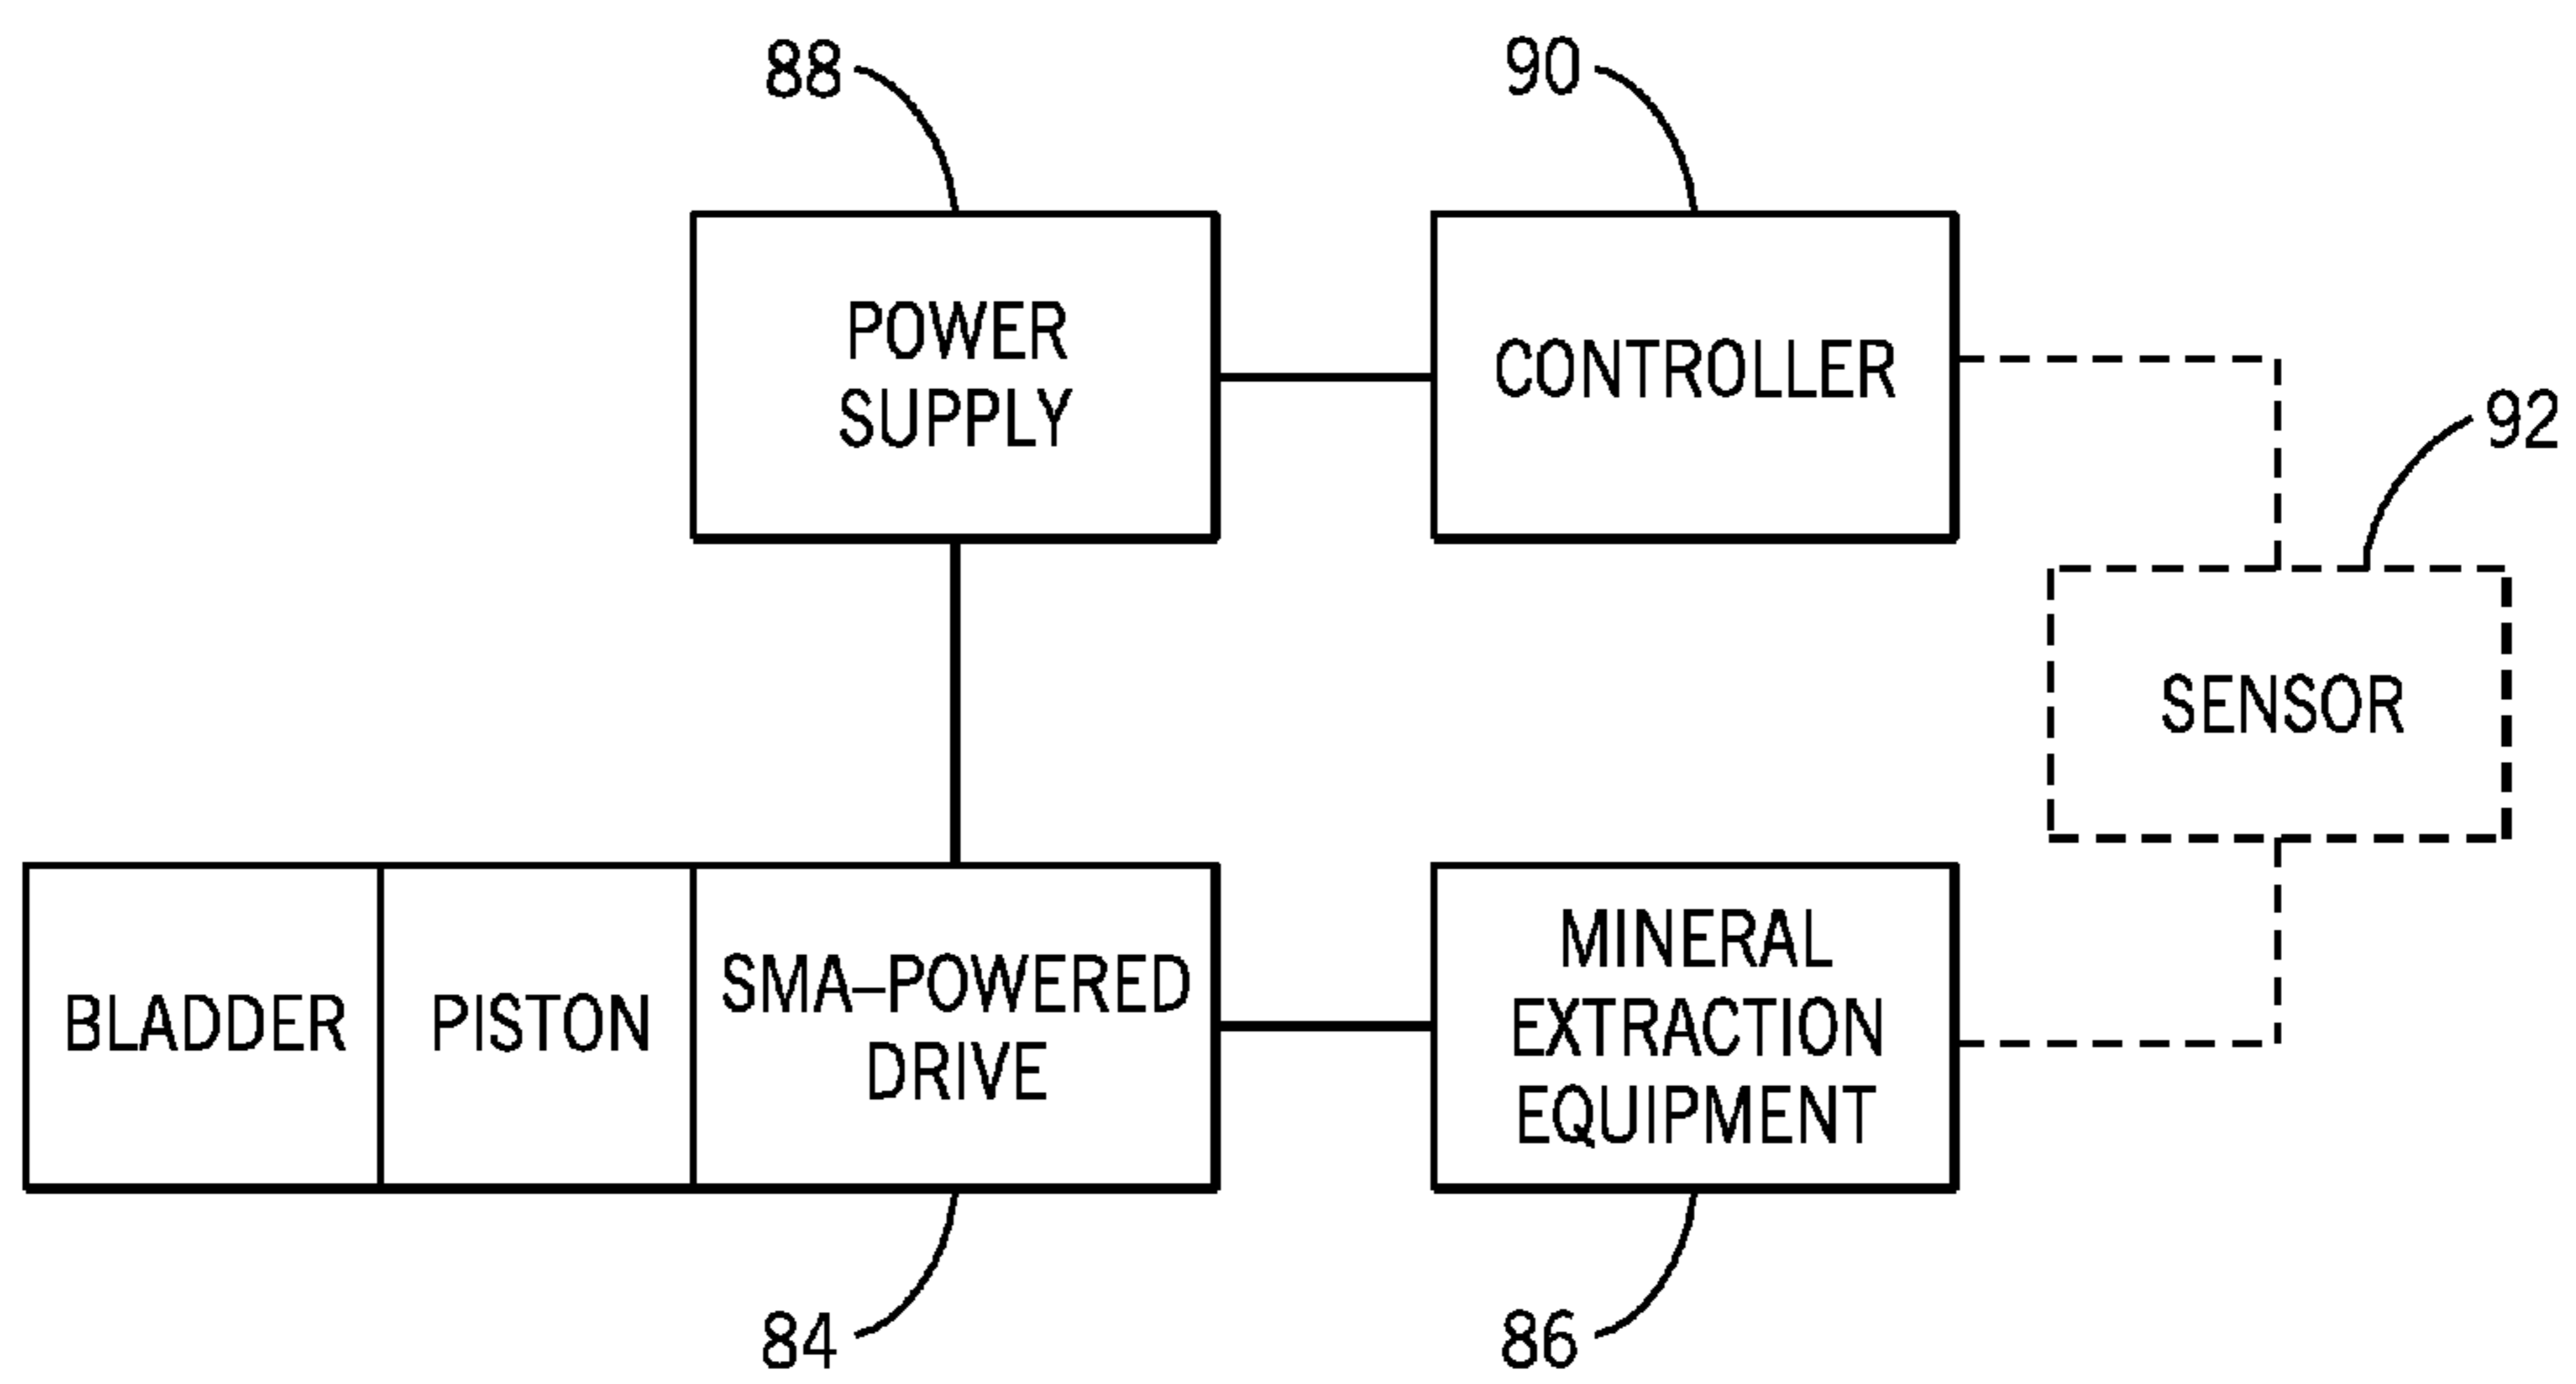 88
90
POWER
SUPPLY
CONTROLLER
92
SENSOR
BLADDER
PISTON
SMA–POWERED
DRIVE
MINERAL
EXTRACTION
EQUIPMENT
84
86